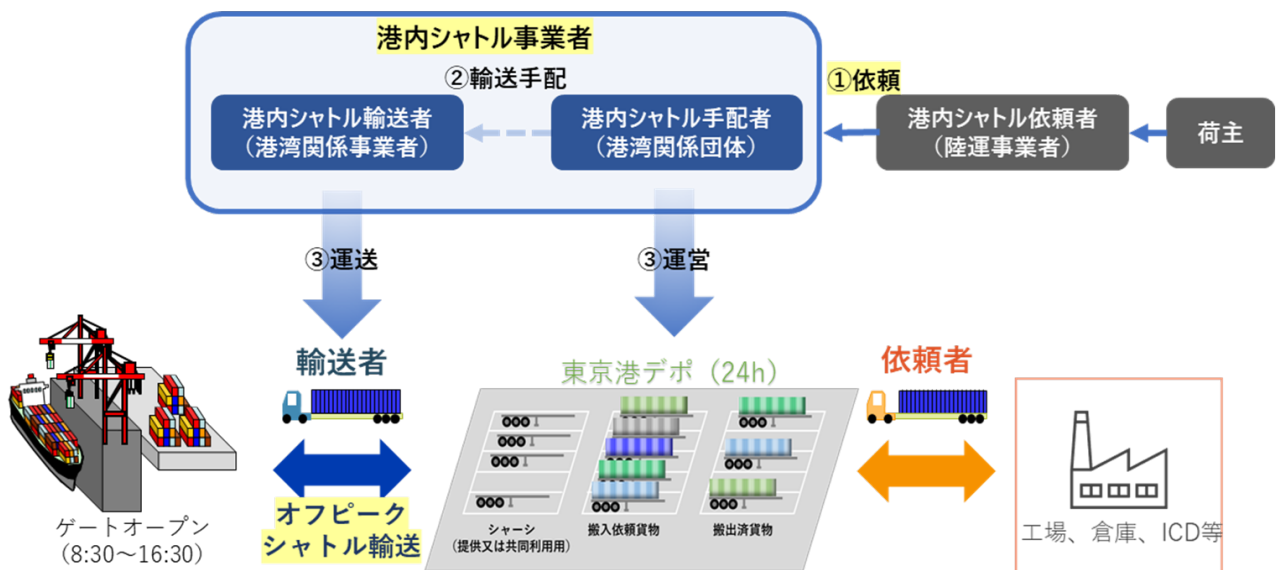 港内シャトル事業者
②輸送手配
①依頼
港内シャトル輸送者
（港湾関係事業者）
港内シャトル手配者
（港湾関係団体）
港内シャトル依頼者
（陸運事業者）
荷主
③運送
③運営
輸送者
東京港デポ（24h）
依頼者
オフピーク
シャトル輸送
シャーシ
（提供又は共同利用用）
搬入依頼貨物
搬出済貨物
ゲートオープン
（8:30～16:30）
工場、倉庫、ICD等